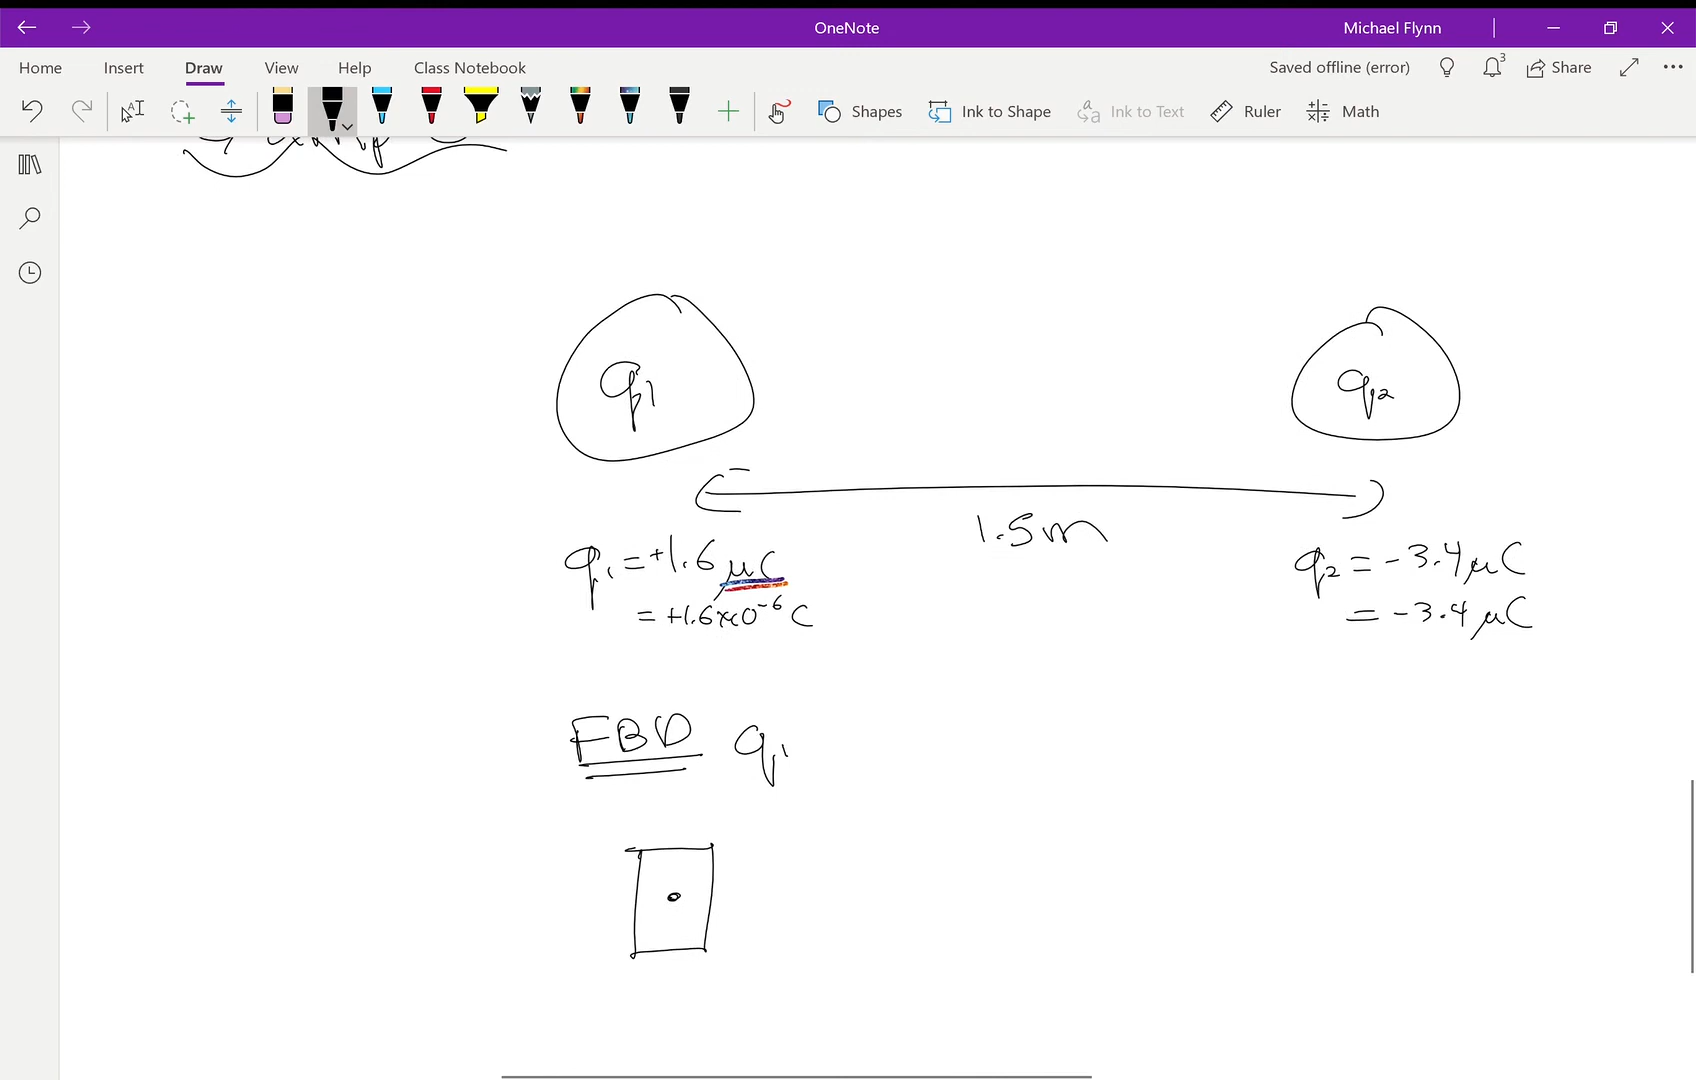 OneNote
Michael Flynn
Home Insert Draw View Help Class Notebook
Saved offline (error) 3 Share
Shapes Ink to Shape Ink to Text Ruler Math
q1
q2
1.5m
q1 = +1.6 μC
= +1.6x10⁻⁶ C
q2 = -3.4 μC
= -3.4 μC
FBD q1